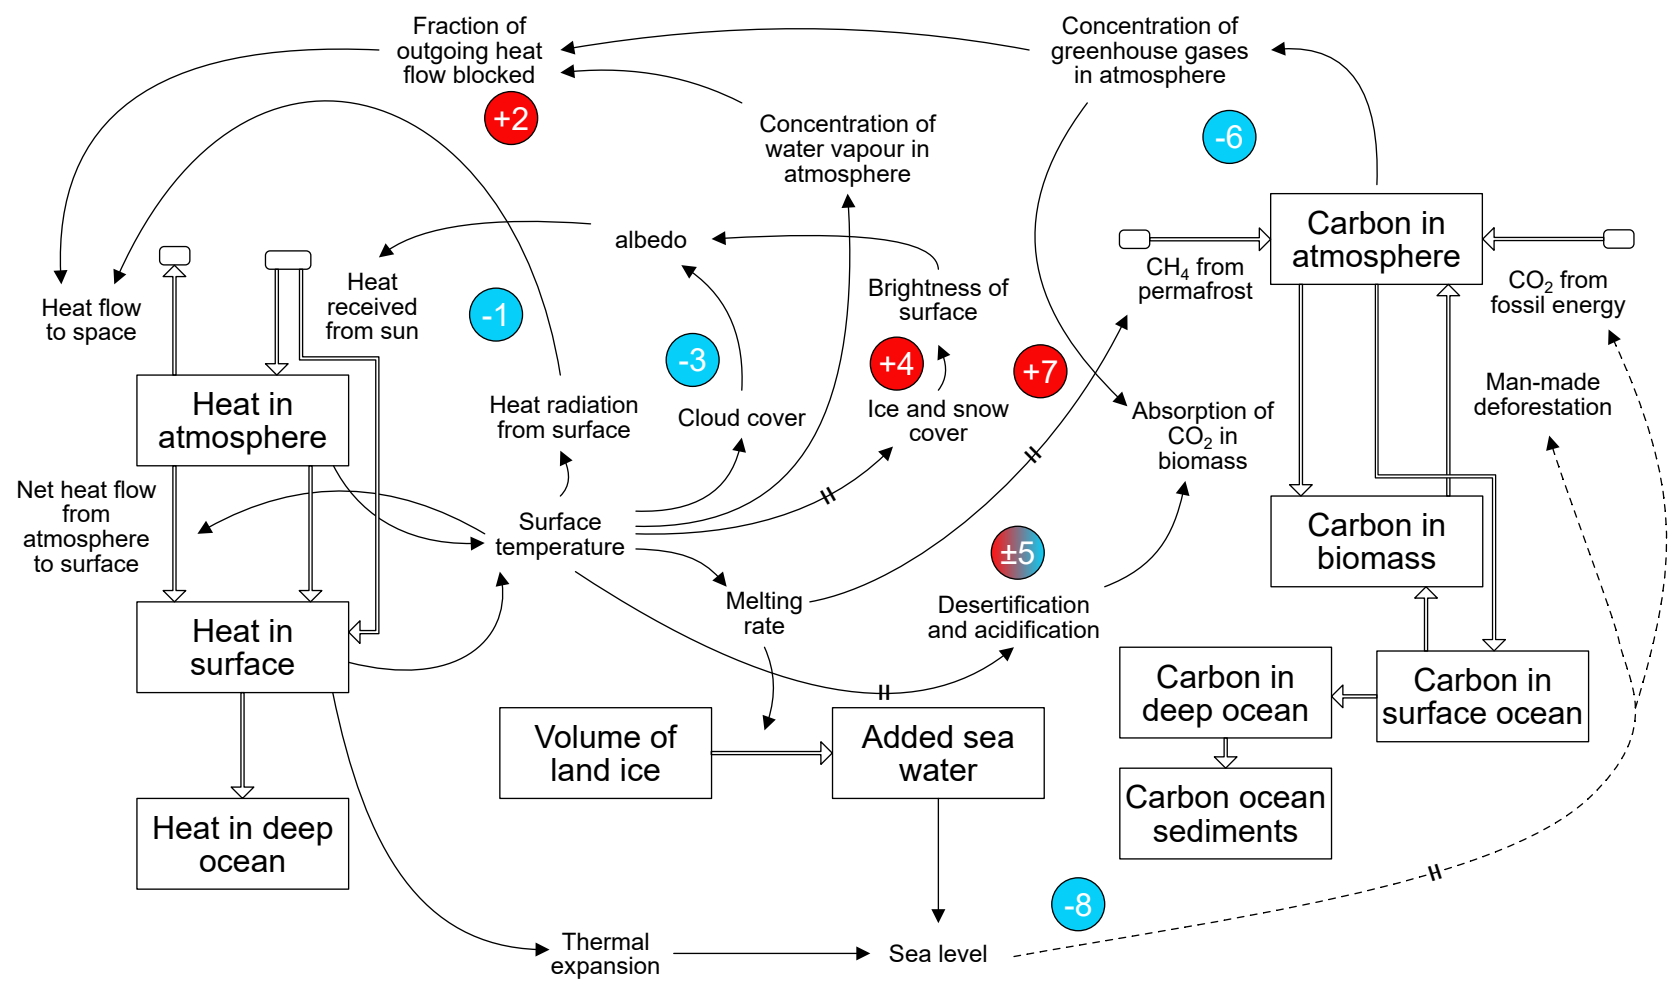 Fraction of
outgoing heat
flow blocked
+2
Concentration of
greenhouse gases
in atmosphere
-6
Concentration of
water vapour in
atmosphere
albedo
Heat
received
from sun
Heat flow
to space
-1
-3
Brightness of
surface
+4
+7
CH₄ from
permafrost
Carbon in
atmosphere
CO₂ from
fossil energy
Man-made
deforestation
Heat in
atmosphere
Heat radiation
from surface
Cloud cover
Ice and snow
cover
Absorption of
CO₂ in
biomass
Net heat flow
from
atmosphere
to surface
Surface
temperature
±5
Carbon in
biomass
Heat in
surface
Melting
rate
Desertification
and acidification
Carbon in
deep ocean
Carbon in
surface ocean
Volume of
land ice
Added sea
water
Carbon ocean
sediments
Heat in deep
ocean
-8
Thermal
expansion
Sea level